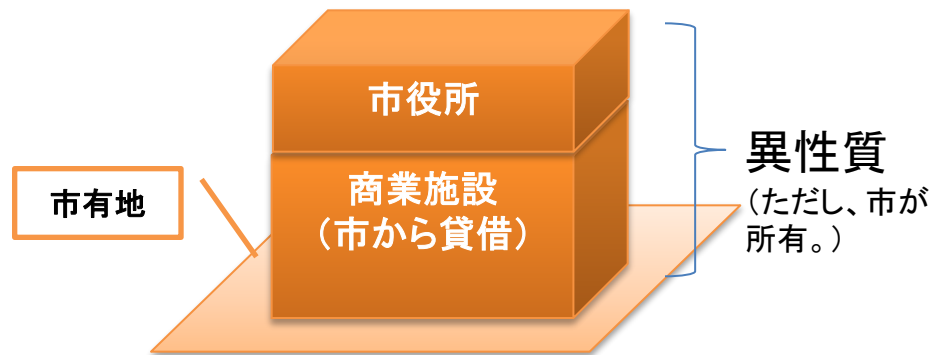 市役所
商業施設
（市から貸借）
市有地
異性質
（ただし、市が
所有。）